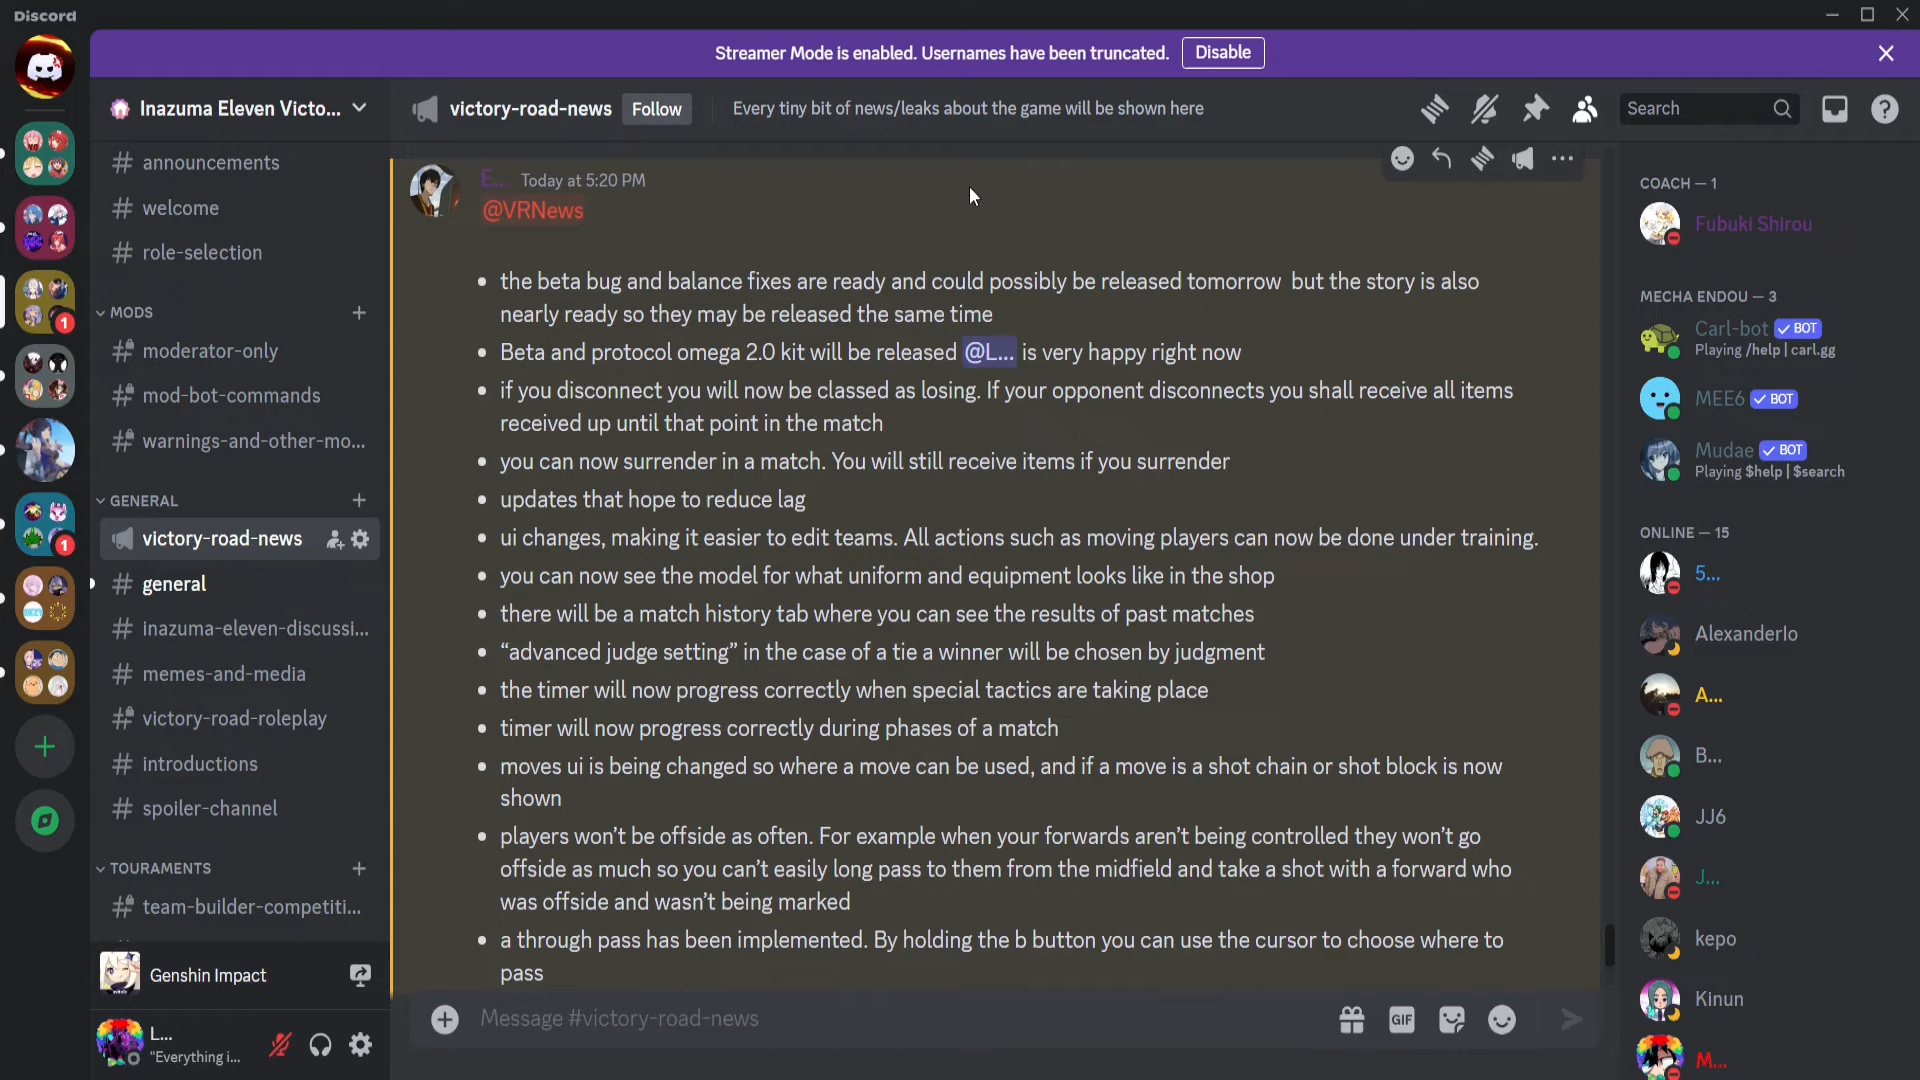 Discord
Streamer Mode is enabled. Usernames have been truncated. Disable
Inazuma Eleven Victo...
victory-road-news Follow Every tiny bit of news/leaks about the game will be shown here
Search
announcements
welcome
role-selection
MODS
moderator-only
mod-bot-commands
warnings-and-other-mo...
GENERAL
victory-road-news
general
inazuma-eleven-discussi...
memes-and-media
victory-road-roleplay
introductions
spoiler-channel
TOURAMENTS
team-builder-competiti...
Genshin Impact
L...
"Everything i...
1
1
E... Today at 5:20 PM
@VRNews
• the beta bug and balance fixes are ready and could possibly be released tomorrow but the story is also
nearly ready so they may be released the same time
• Beta and protocol omega 2.0 kit will be released @L... is very happy right now
• if you disconnect you will now be classed as losing. If your opponent disconnects you shall receive all items
received up until that point in the match
• you can now surrender in a match. You will still receive items if you surrender
• updates that hope to reduce lag
• ui changes, making it easier to edit teams. All actions such as moving players can now be done under training.
• you can now see the model for what uniform and equipment looks like in the shop
• there will be a match history tab where you can see the results of past matches
• “advanced judge setting” in the case of a tie a winner will be chosen by judgment
• the timer will now progress correctly when special tactics are taking place
• timer will now progress correctly during phases of a match
• moves ui is being changed so where a move can be used, and if a move is a shot chain or shot block is now
shown
• players won’t be offside as often. For example when your forwards aren’t being controlled they won’t go
offside as much so you can’t easily long pass to them from the midfield and take a shot with a forward who
was offside and wasn’t being marked
• a through pass has been implemented. By holding the b button you can use the cursor to choose where to
pass
Message #victory-road-news
GIF
COACH — 1
Fubuki Shirou
MECHA ENDOU — 3
Carl-bot ✓ BOT
Playing /help | carl.gg
MEE6 ✓ BOT
Mudae ✓ BOT
Playing $help | $search
ONLINE — 15
5...
Alexanderlo
A...
B...
JJ6
J...
kepo
Kinun
M...